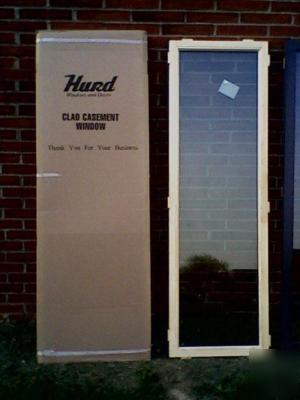 Hurd
Windows and Doors
CLAD CASEMENT
WINDOW
Thank You For Your Business